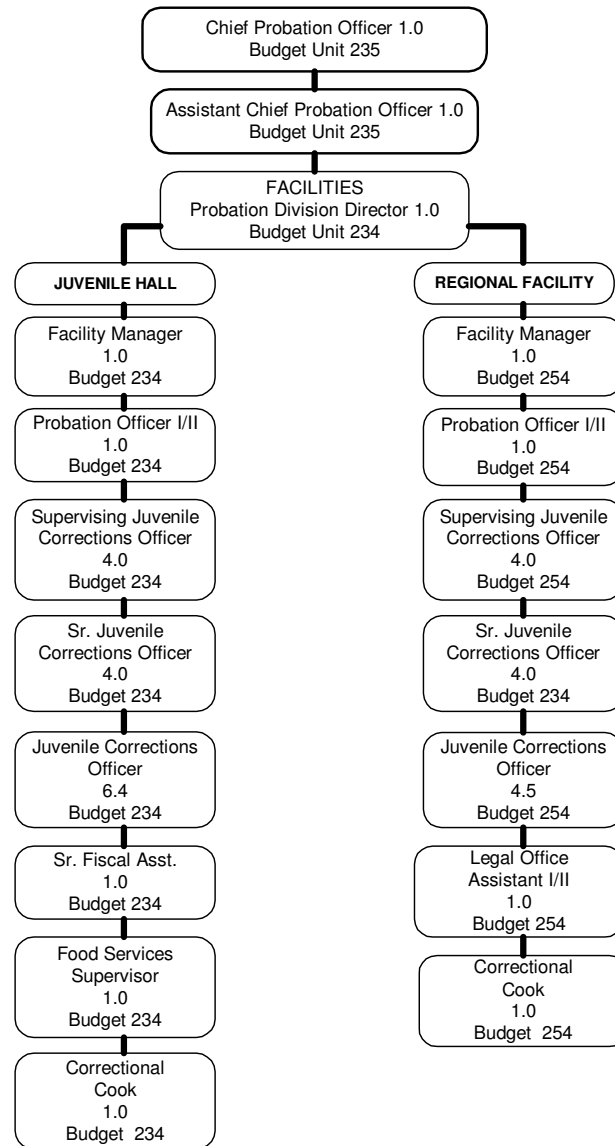 Chief Probation Officer 1.0
Budget Unit 235
Assistant Chief Probation Officer 1.0
Budget Unit 235
FACILITIES
Probation Division Director 1.0
Budget Unit 234
JUVENILE HALL
Facility Manager
1.0
Budget 234
Probation Officer I/II
1.0
Budget 234
Supervising Juvenile
Corrections Officer
4.0
Budget 234
Sr. Juvenile
Corrections Officer
4.0
Budget 234
Juvenile Corrections
Officer
6.4
Budget 234
Sr. Fiscal Asst.
1.0
Budget 234
Food Services
Supervisor
1.0
Budget 234
Correctional
Cook
1.0
Budget 234
REGIONAL FACILITY
Facility Manager
1.0
Budget 254
Probation Officer I/II
1.0
Budget 254
Supervising Juvenile
Corrections Officer
4.0
Budget 254
Sr. Juvenile
Corrections Officer
4.0
Budget 234
Juvenile Corrections
Officer
4.5
Budget 254
Legal Office
Assistant I/II
1.0
Budget 254
Correctional
Cook
1.0
Budget 254